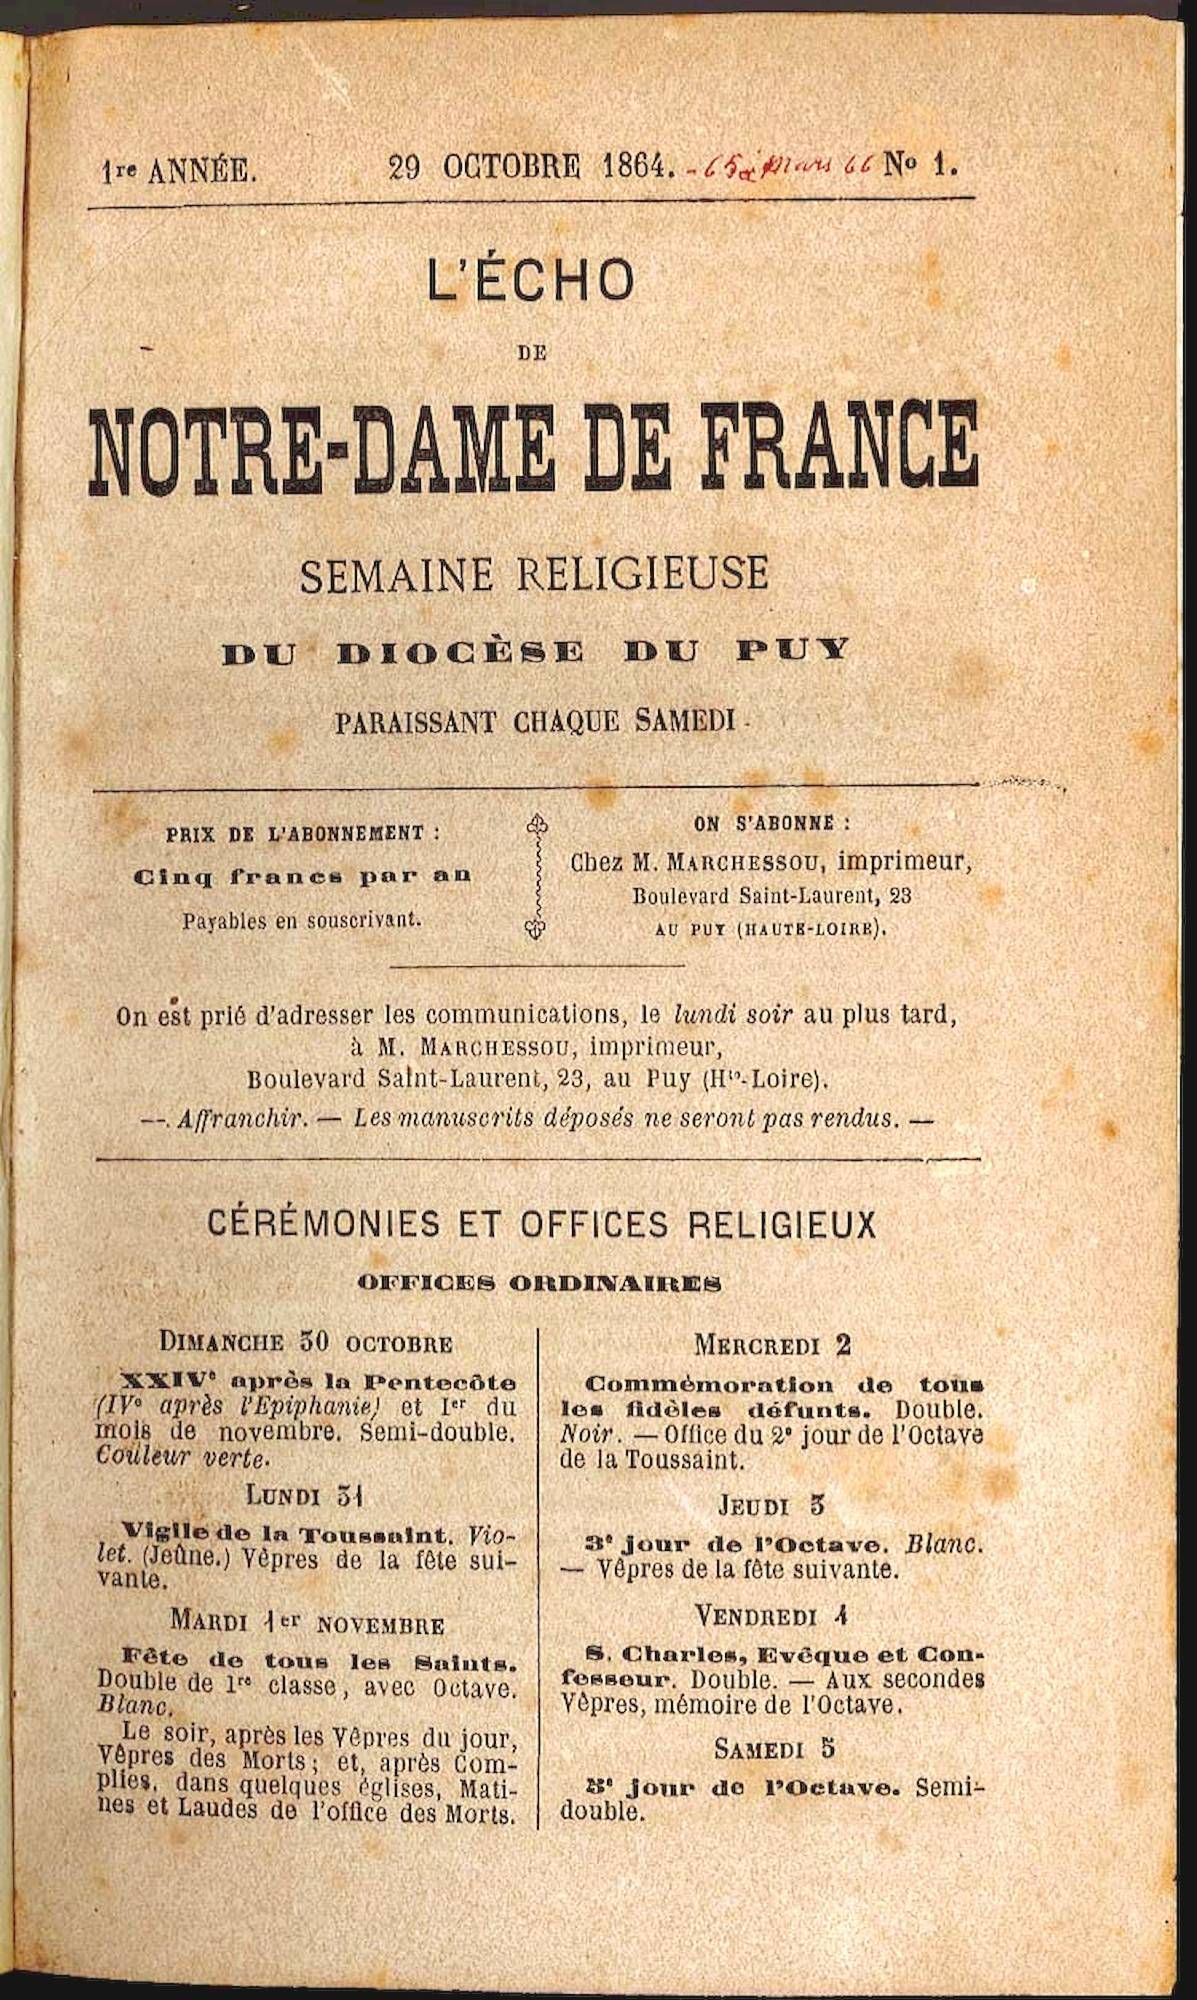 1re ANNÉE. 29 OCTOBRE 1864. - 65 à Mars 66 No 1.
L'ÉCHO
DE
NOTRE-DAME DE FRANCE
SEMAINE RELIGIEUSE
DU DIOCÈSE DU PUY
PARAISSANT CHAQUE SAMEDI
PRIX DE L'ABONNEMENT :
Cinq francs par an
Payables en souscrivant.
ON S'ABONNE :
Chez M. MARCHESSOU, imprimeur,
Boulevard Saint-Laurent, 23
AU PUY (HAUTE-LOIRE).
On est prié d'adresser les communications, le lundi soir au plus tard,
à M. MARCHESSOU, imprimeur,
Boulevard Saint-Laurent, 23, au Puy (Hte-Loire).
—. Affranchir. — Les manuscrits déposés ne seront pas rendus. —
CÉRÉMONIES ET OFFICES RELIGIEUX
OFFICES ORDINAIRES
DIMANCHE 30 OCTOBRE
XXIVe après la Pentecôte
(IVe après l'Epiphanie) et Ier du
mois de novembre. Semi-double.
Couleur verte.
LUNDI 31
Vigile de la Toussaint. Vio-
let. (Jeûne.) Vêpres de la fête sui-
vante.
MARDI 1er NOVEMBRE
Fête de tous les Saints.
Double de 1re classe, avec Octave.
Blanc.
Le soir, après les Vêpres du jour,
Vêpres des Morts ; et, après Com-
plies, dans quelques églises, Mati-
nes et Laudes de l'office des Morts.
MERCREDI 2
Commémoration de tous
les fidèles défunts. Double.
Noir. — Office du 2e jour de l'Octave
de la Toussaint.
JEUDI 3
3e jour de l'Octave. Blanc.
— Vêpres de la fête suivante.
VENDREDI 4
S. Charles, Evêque et Con-
fesseur. Double. — Aux secondes
Vêpres, mémoire de l'Octave.
SAMEDI 5
5e jour de l'Octave. Semi-
double.